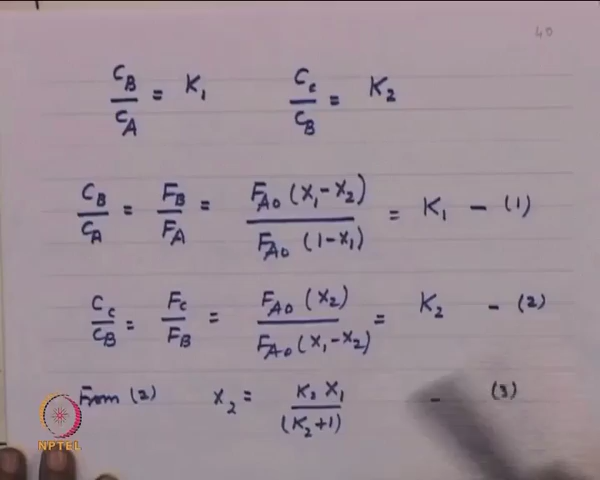 40
C_B/C_A = K_1    C_c/C_B = K_2
C_B/C_A = F_B/F_A = F_A0 (X_1-X_2)/F_A0 (1-X_1) = K_1 - (1)
C_c/C_B = F_c/F_B = F_A0 (X_2)/F_A0 (X_1-X_2) = K_2 - (2)
From (2)    X_2 = K_2 X_1/(K_2+1) - (3)
NPTEL